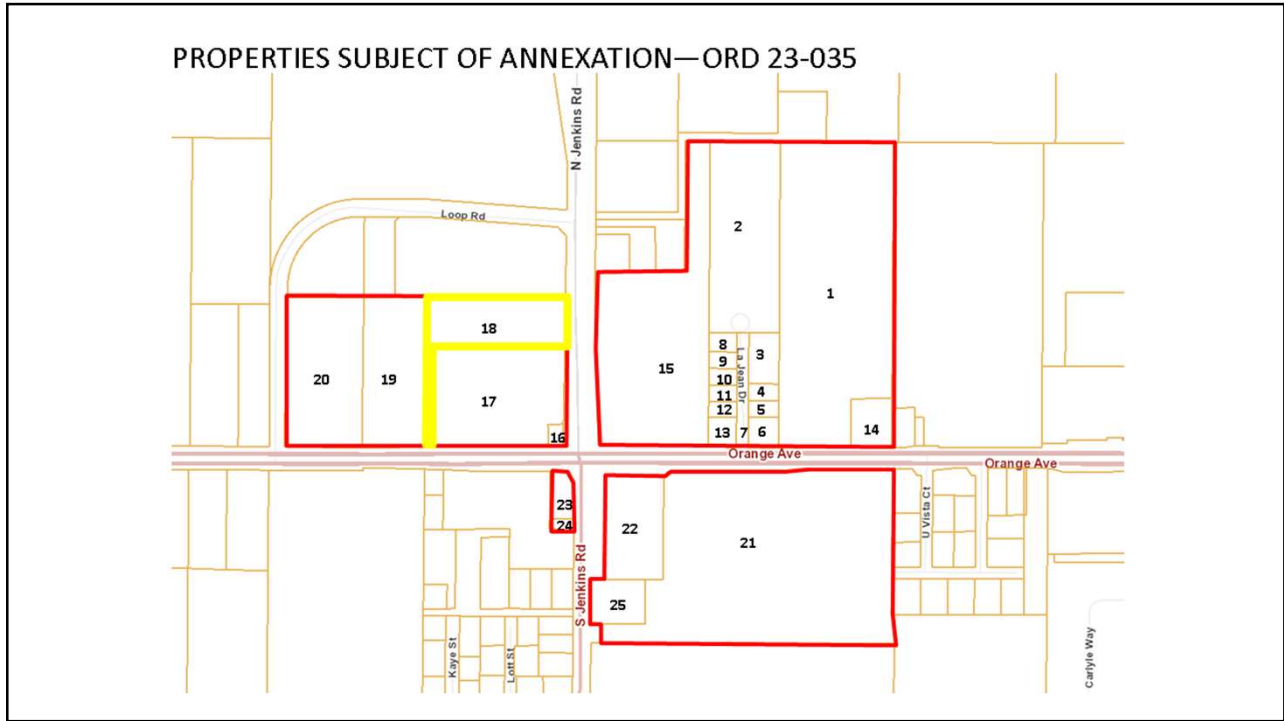 PROPERTIES SUBJECT OF ANNEXATION—ORD 23-035
N Jenkins Rd
Loop Rd
2
1
18
8
9
3
La Jean Dr
15
20
19
10
11
4
17
12
5
16
13
7
6
14
Orange Ave
Orange Ave
23
24
22
21
U Vista Ct
25
S Jenkins Rd
Kaye St
Lott St
Carlyle Way